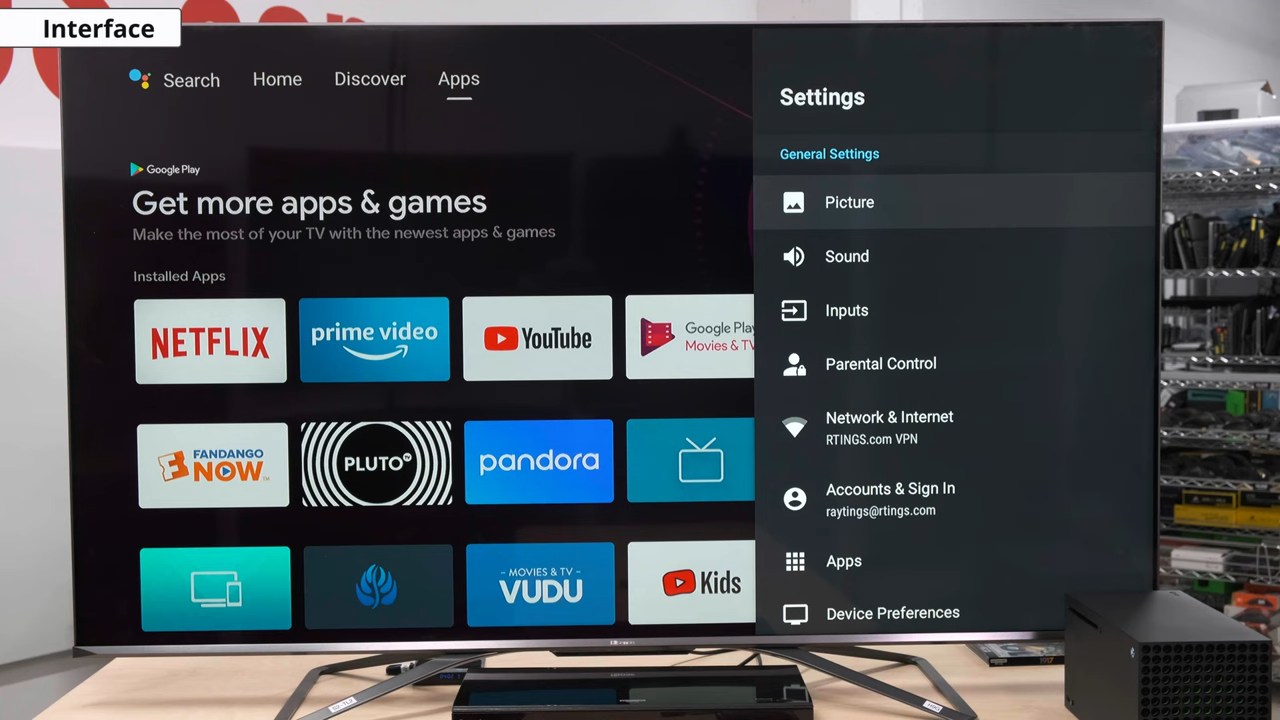 Interface
Search
Home
Discover
Apps
Google Play
Get more apps & games
Make the most of your TV with the newest apps & games
Installed Apps
NETFLIX
prime video
YouTube
Google Play
Movies & TV
FANDANGO
NOW
PLUTO TV
pandora
MOVIES & TV
VUDU
Kids
Settings
General Settings
Picture
Sound
Inputs
Parental Control
Network & Internet
RTINGS.com VPN
Accounts & Sign In
raytings@rtings.com
Apps
Device Preferences